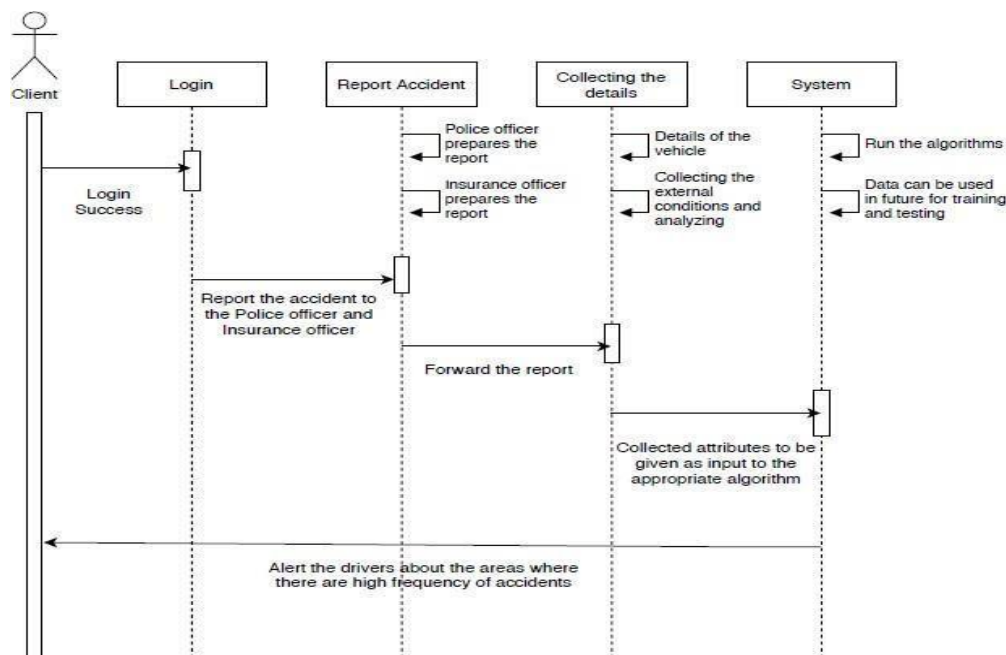 Client
Login
Report Accident
Collecting the
details
System
Police officer
prepares the
report
Insurance officer
prepares the
report
Details of the
vehicle
Collecting the
external
conditions and
analyzing
Run the algorithms
Data can be used
in future for training
and testing
Login
Success
Report the accident to
the Police officer and
Insurance officer
Forward the report
Collected attributes to be
given as input to the
appropriate algorithm
Alert the drivers about the areas where
there are high frequency of accidents